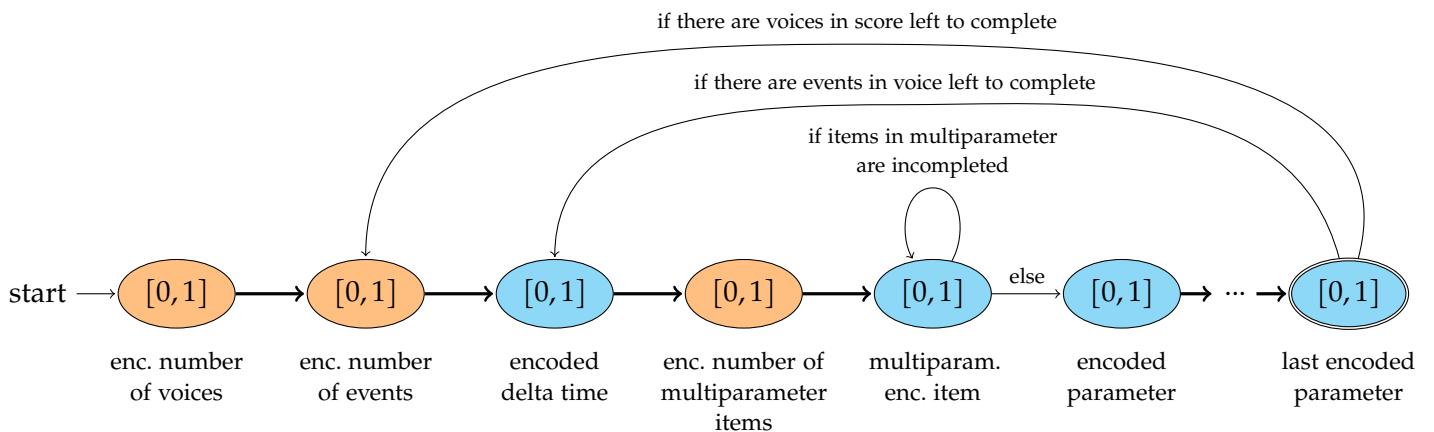 if there are voices in score left to complete
if there are events in voice left to complete
if items in multiparameter
are incompleted
start
[0, 1]
[0, 1]
[0, 1]
[0, 1]
[0, 1]
else
[0, 1]
...
[0, 1]
enc. number
of voices
enc. number
of events
encoded
delta time
enc. number of
multiparameter
items
multiparam.
enc. item
encoded
parameter
last encoded
parameter